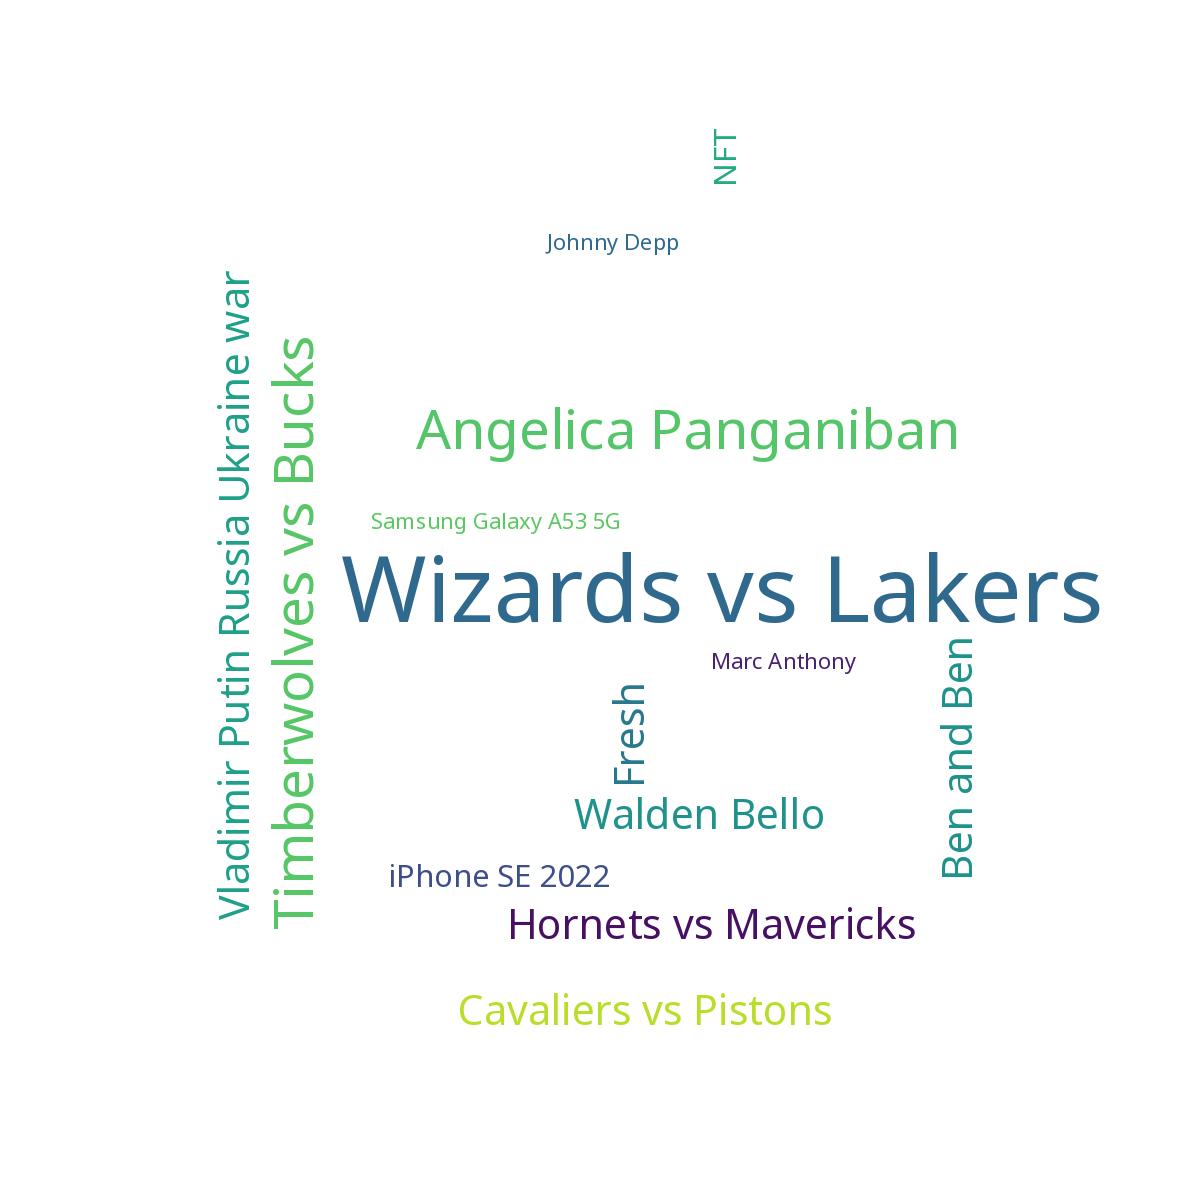 NFT
Johnny Depp
Vladimir Putin Russia Ukraine war
Timberwolves vs Bucks
Angelica Panganiban
Samsung Galaxy A53 5G
Wizards vs Lakers
Marc Anthony
Ben and Ben
Fresh
Walden Bello
iPhone SE 2022
Hornets vs Mavericks
Cavaliers vs Pistons